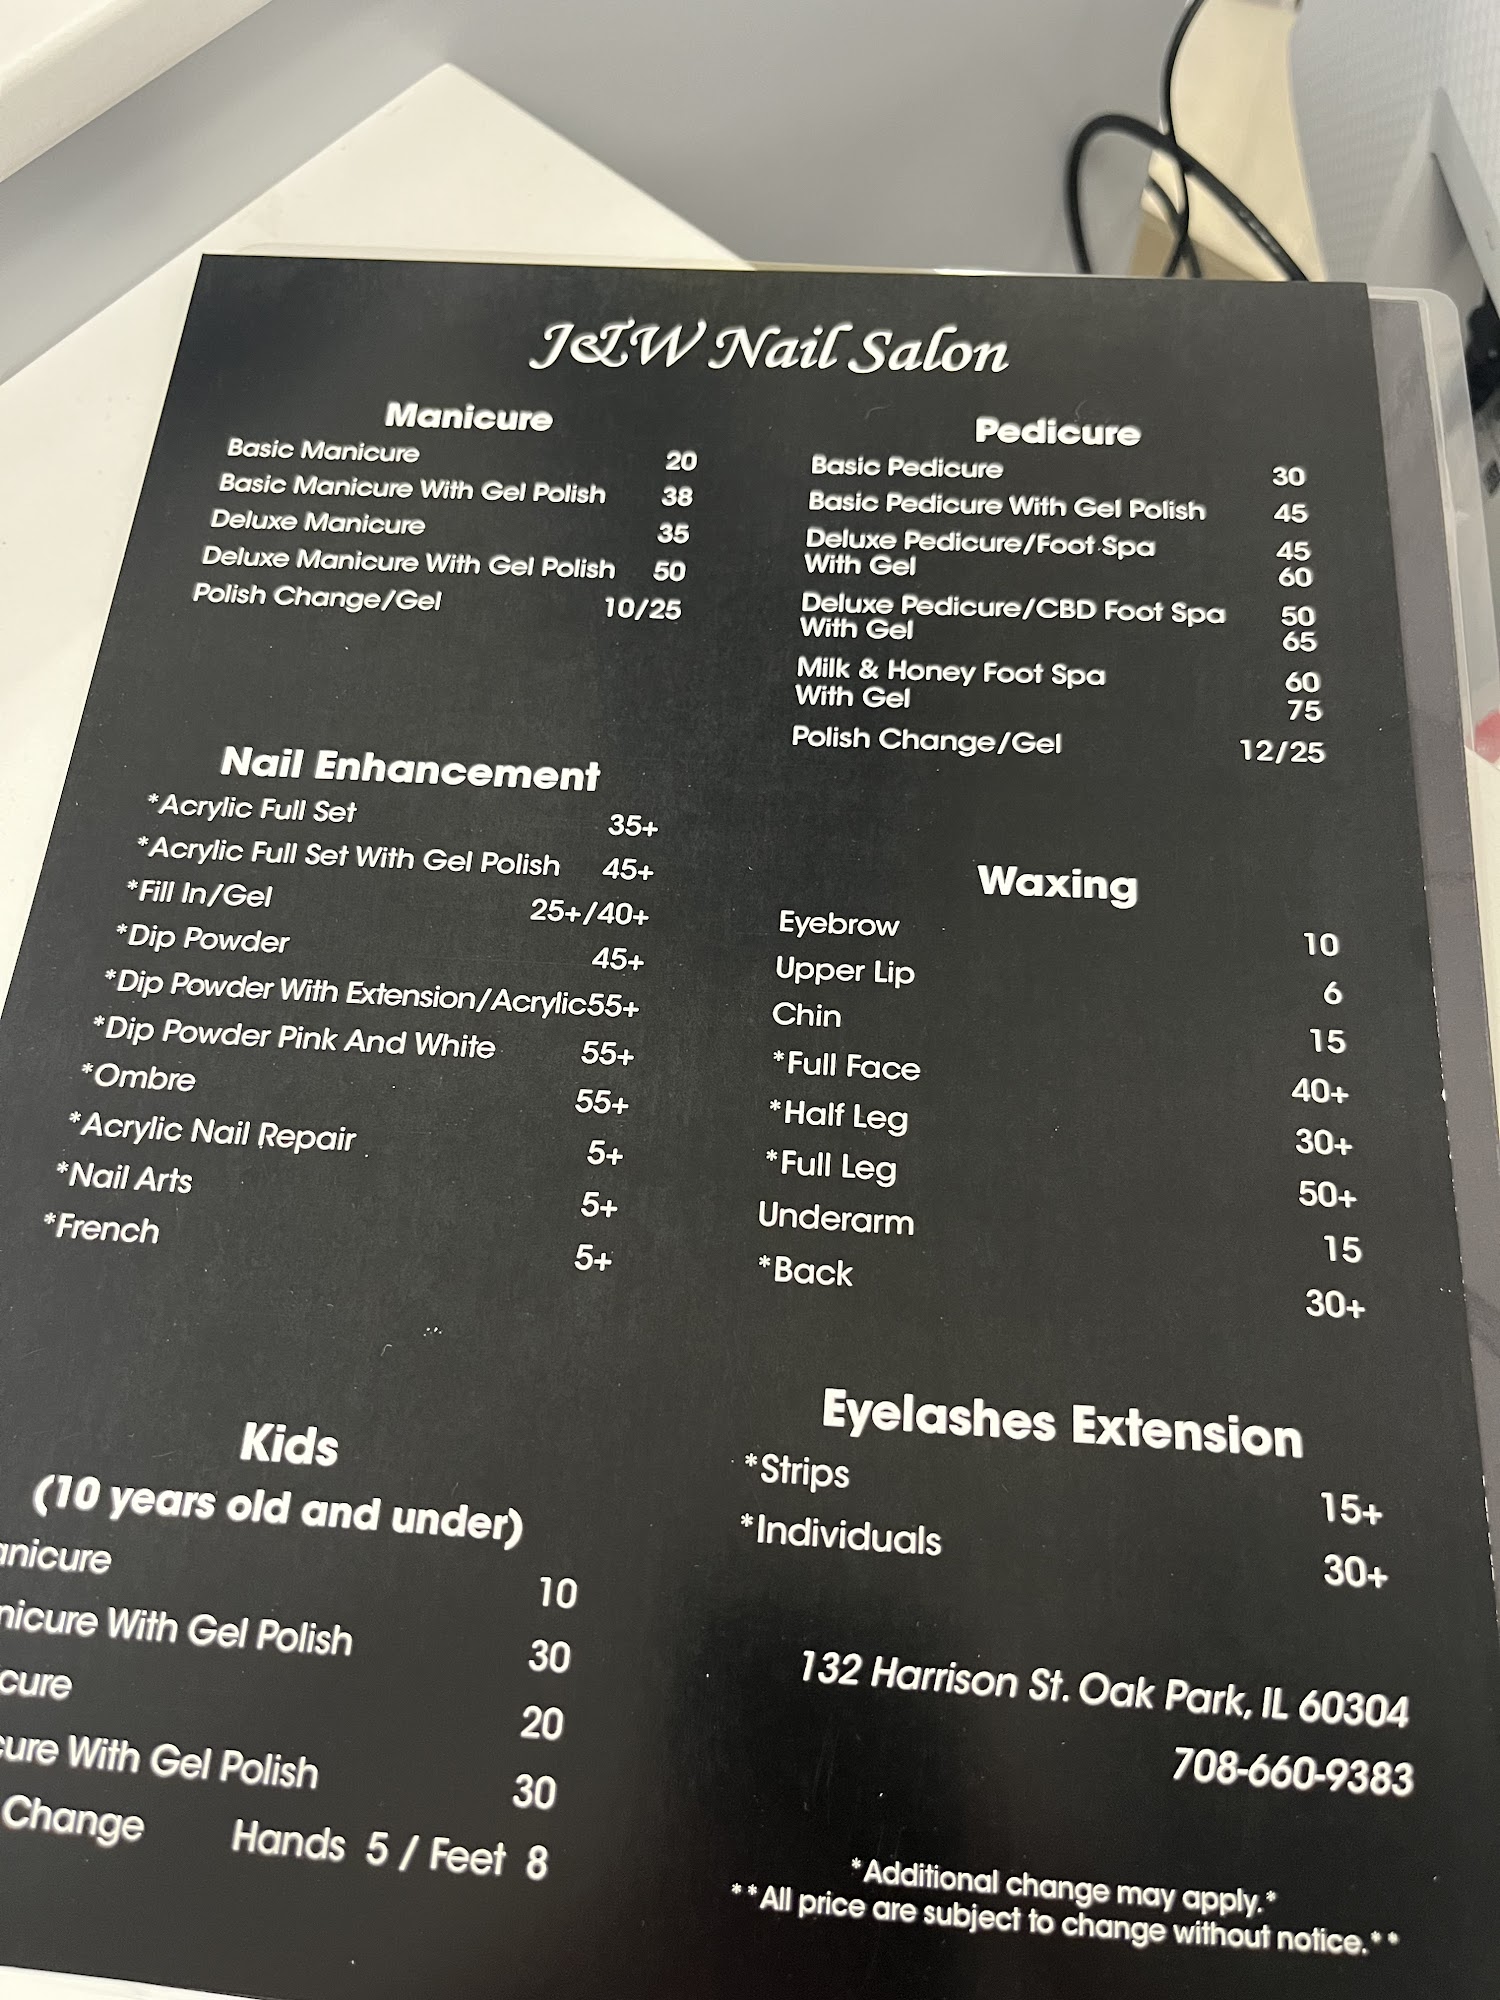 J&W Nail Salon
Manicure
Basic Manicure 20
Basic Manicure With Gel Polish 38
Deluxe Manicure 35
Deluxe Manicure With Gel Polish 50
Polish Change/Gel 10/25
Pedicure
Basic Pedicure 30
Basic Pedicure With Gel Polish 45
Deluxe Pedicure/Foot Spa 45
With Gel 60
Deluxe Pedicure/CBD Foot Spa 50
With Gel 65
Milk & Honey Foot Spa 60
With Gel 75
Polish Change/Gel 12/25
Nail Enhancement
*Acrylic Full Set 35+
*Acrylic Full Set With Gel Polish 45+
*Fill In/Gel 25+/40+
*Dip Powder 45+
*Dip Powder With Extension/Acrylic55+
*Dip Powder Pink And White 55+
*Ombre 55+
*Acrylic Nail Repair 5+
*Nail Arts 5+
*French 5+
Waxing
Eyebrow 10
Upper Lip 6
Chin 15
*Full Face 40+
*Half Leg 30+
*Full Leg 50+
Underarm 15
*Back 30+
Kids
(10 years old and under)
anicure 10
nicure With Gel Polish 30
cure 20
cure With Gel Polish 30
Change Hands 5 / Feet 8
Eyelashes Extension
*Strips 15+
*Individuals 30+
132 Harrison St. Oak Park, IL 60304
708-660-9383
*Additional change may apply.*
**All price are subject to change without notice.**